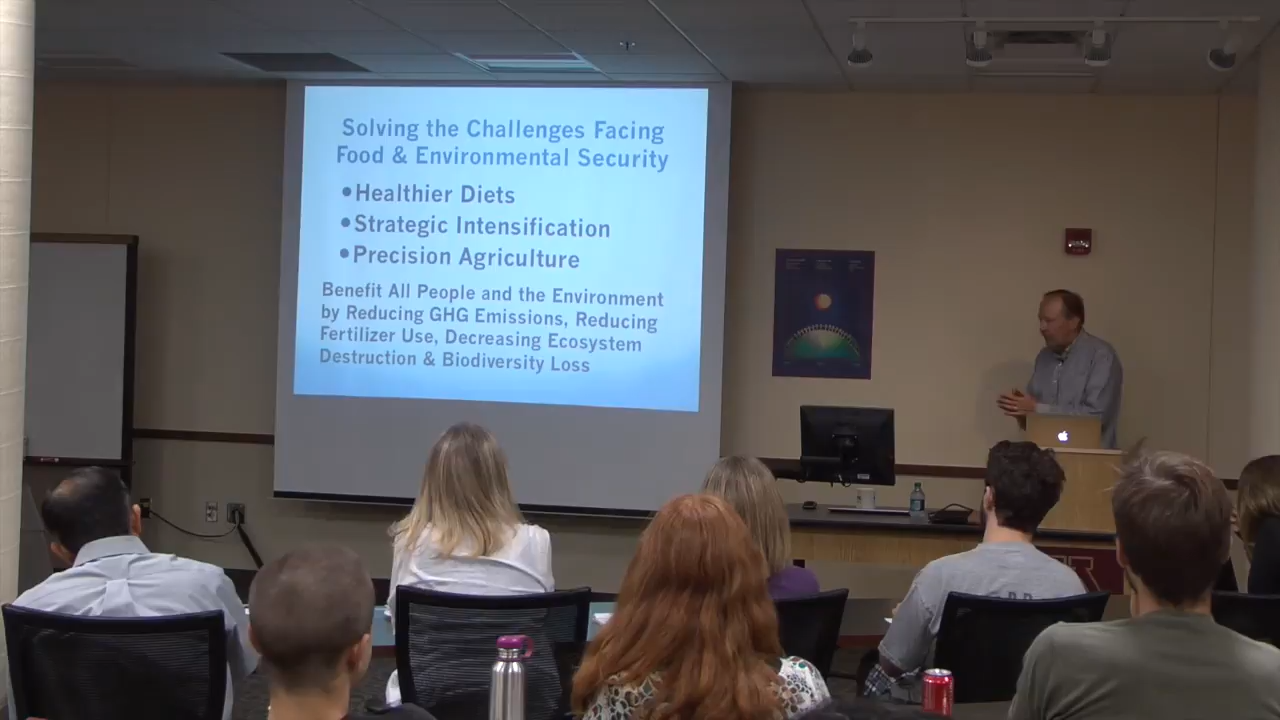 Solving the Challenges Facing
Food & Environmental Security
•Healthier Diets
•Strategic Intensification
•Precision Agriculture
Benefit All People and the Environment
by Reducing GHG Emissions, Reducing
Fertilizer Use, Decreasing Ecosystem
Destruction & Biodiversity Loss